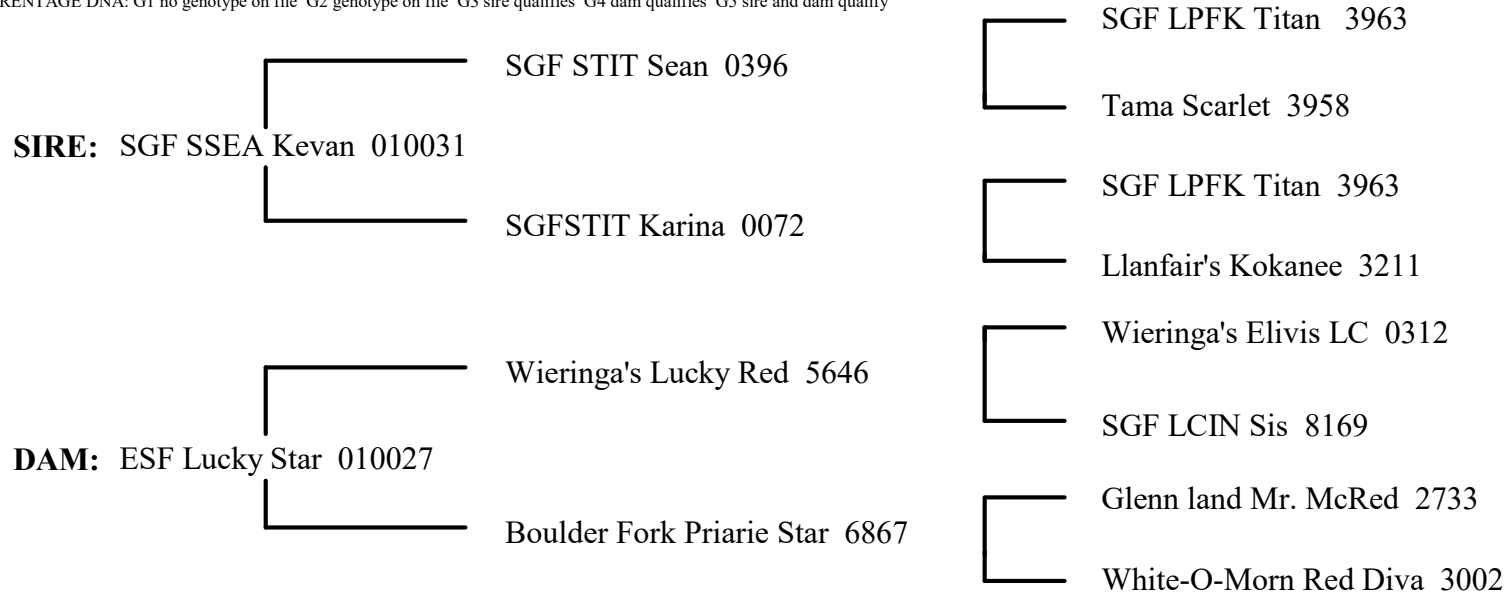 RENTAGE DNA: G1 no genotype on file G2 genotype on file G3 sire qualifies G4 dam qualifies G5 sire and dam qualify
SGF LPFK Titan 3963
SGF STIT Sean 0396
Tama Scarlet 3958
SIRE: SGF SSEA Kevan 010031
SGF LPFK Titan 3963
SGFSTIT Karina 0072
Llanfair's Kokanee 3211
Wieringa's Elivis LC 0312
Wieringa's Lucky Red 5646
SGF LCIN Sis 8169
DAM: ESF Lucky Star 010027
Glenn land Mr. McRed 2733
Boulder Fork Priarie Star 6867
White-O-Morn Red Diva 3002